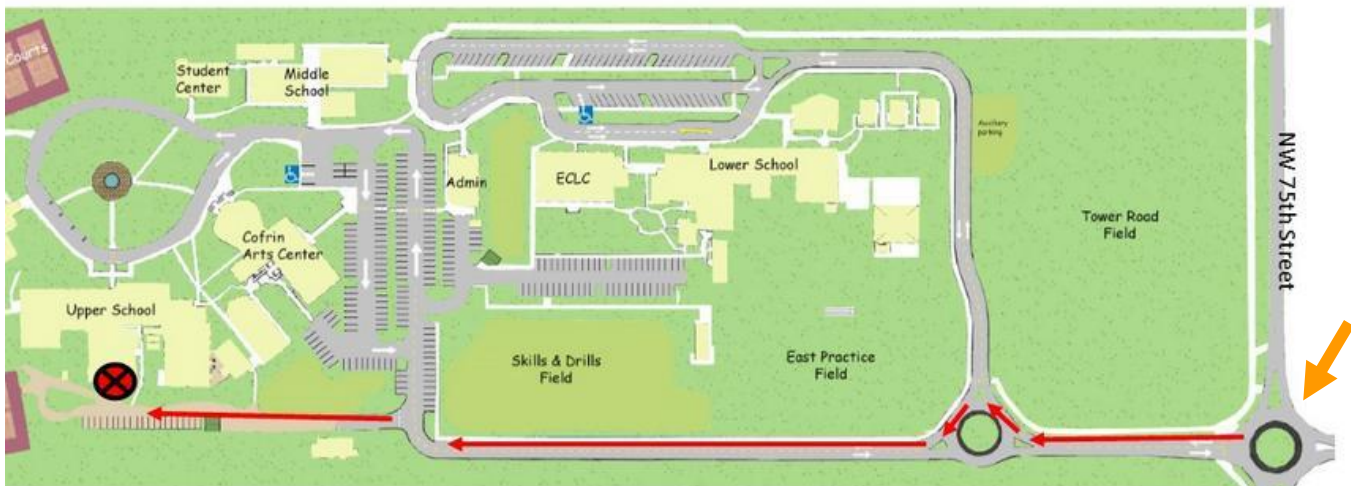 Courts
Student
Center
Middle
School
Auxiliary
parking
NW 75th Street
Admin
ECLC
Lower School
Tower Road
Field
Cofrin
Arts Center
Upper School
Skills & Drills
Field
East Practice
Field